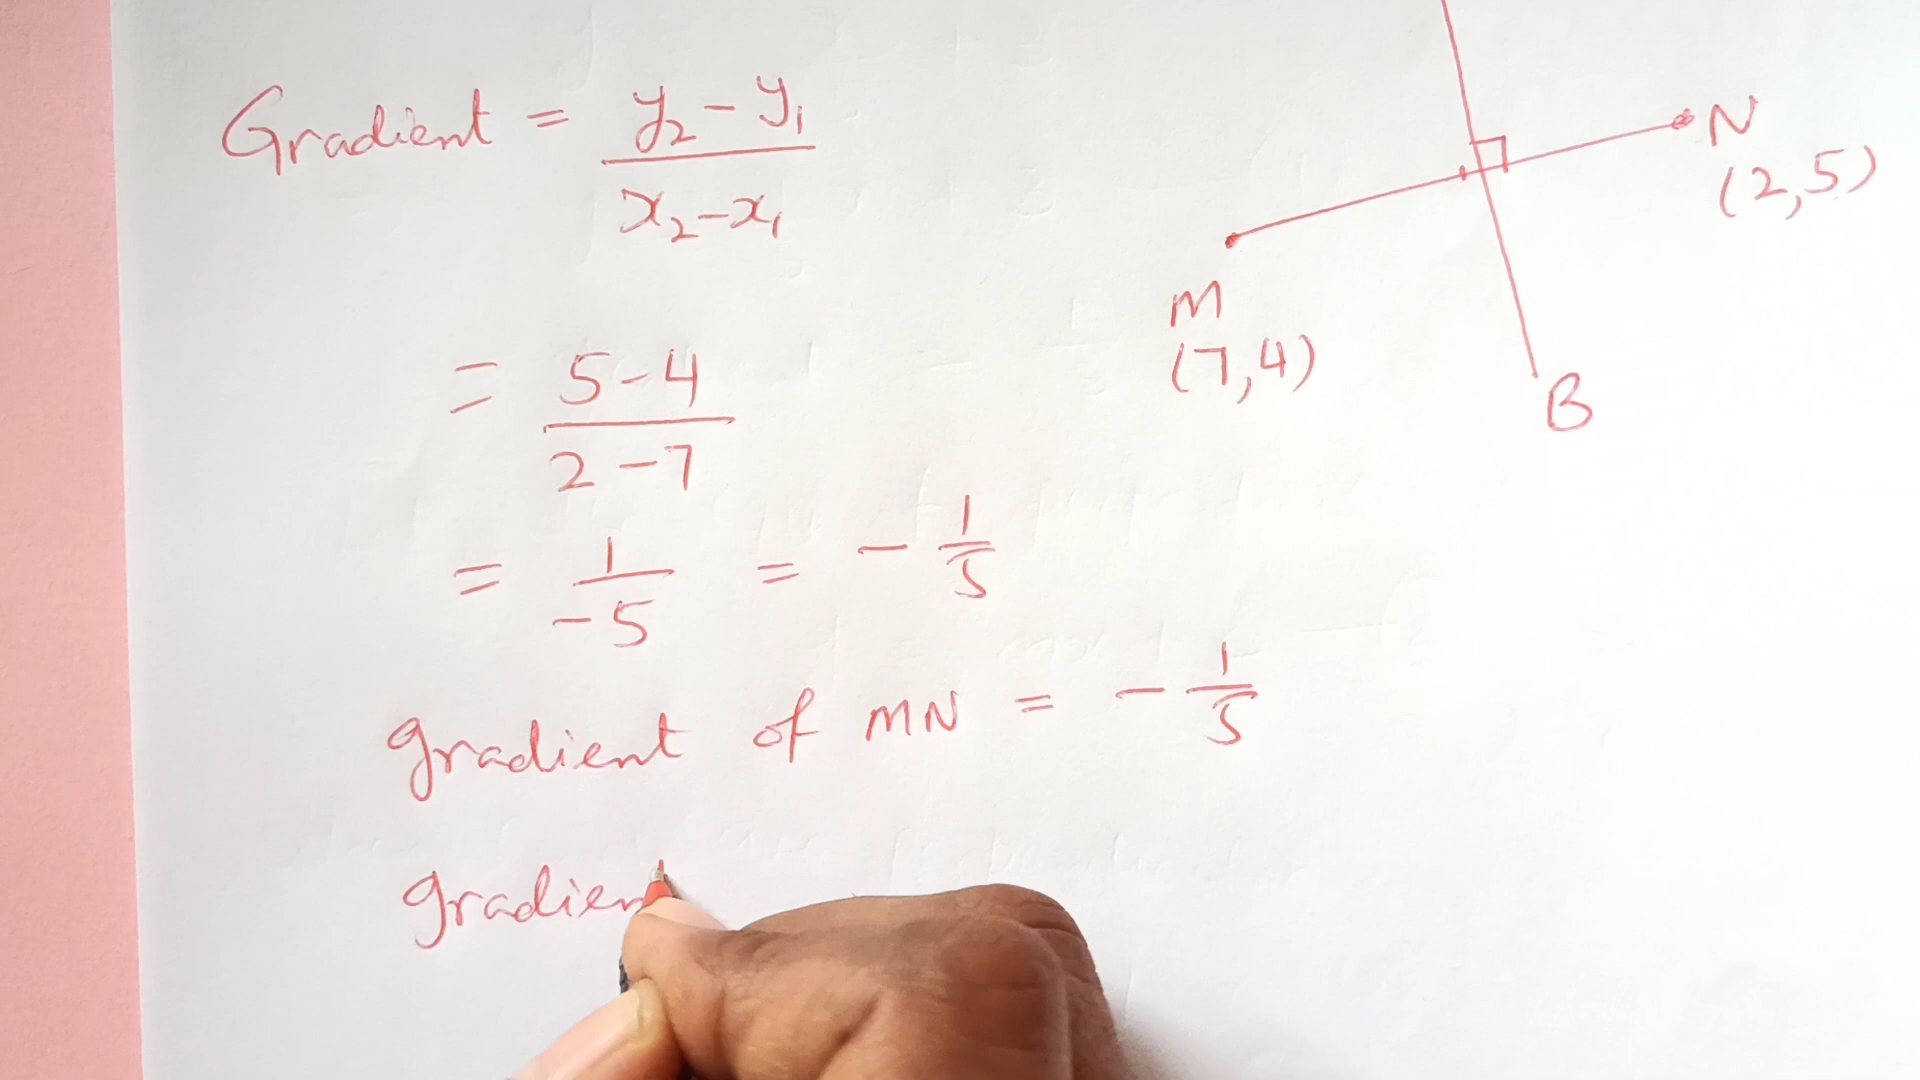 Gradient = y₂ - y₁
x₂ - x₁
N
(2,5)
M
(7,4)
B
= 5-4
2-7
= 1/-5 = - 1/5
gradient of MN = - 1/5
gradien